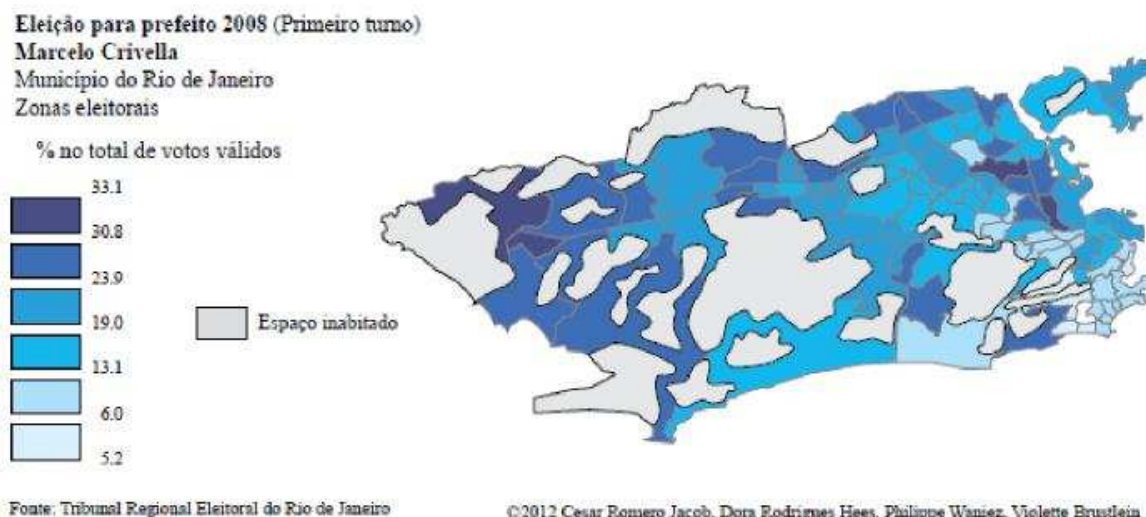 Eleição para prefeito 2008 (Primeiro turno)
Marcelo Crivella
Município do Rio de Janeiro
Zonas eleitorais
% no total de votos válidos
33.1
30.8
23.9
19.0
13.1
6.0
5.2
Espaço inabitado
Fonte: Tribunal Regional Eleitoral do Rio de Janeiro
©2012 Cesar Romero Jacob, Dora Rodrigues Hees, Philippe Waniez, Violette Brustlein